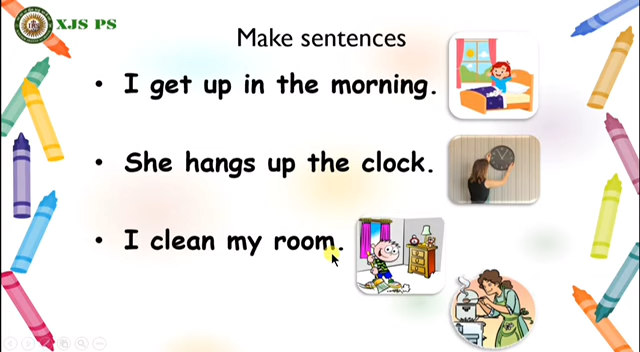 XJS PS
Make sentences
• I get up in the morning.
• She hangs up the clock.
• I clean my room.